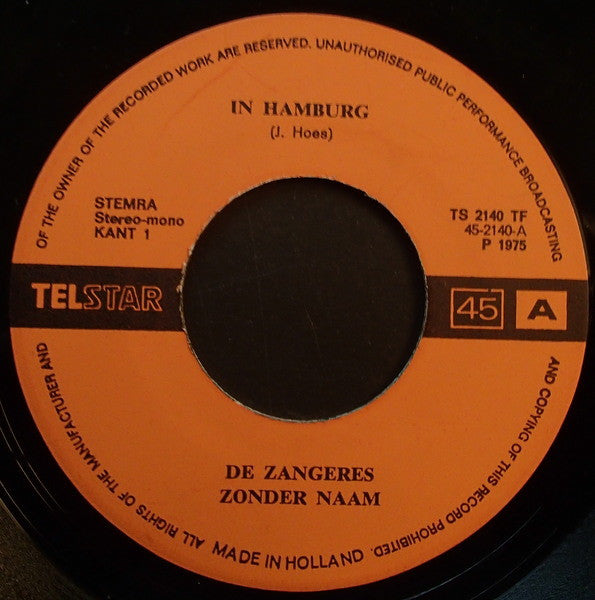 IN HAMBURG
(J. Hoes)
STEMRA
Stereo-mono
KANT 1
TS 2140 TF
45-2140-A
P 1975
TELSTAR
45
A
DE ZANGERES
ZONDER NAAM
ALL RIGHTS OF THE MANUFACTURER AND OF THE OWNER OF THE RECORDED WORK ARE RESERVED. UNAUTHORISED PUBLIC PERFORMANCE BROADCASTING AND COPYING OF THIS RECORD PROHIBITED.
MADE IN HOLLAND